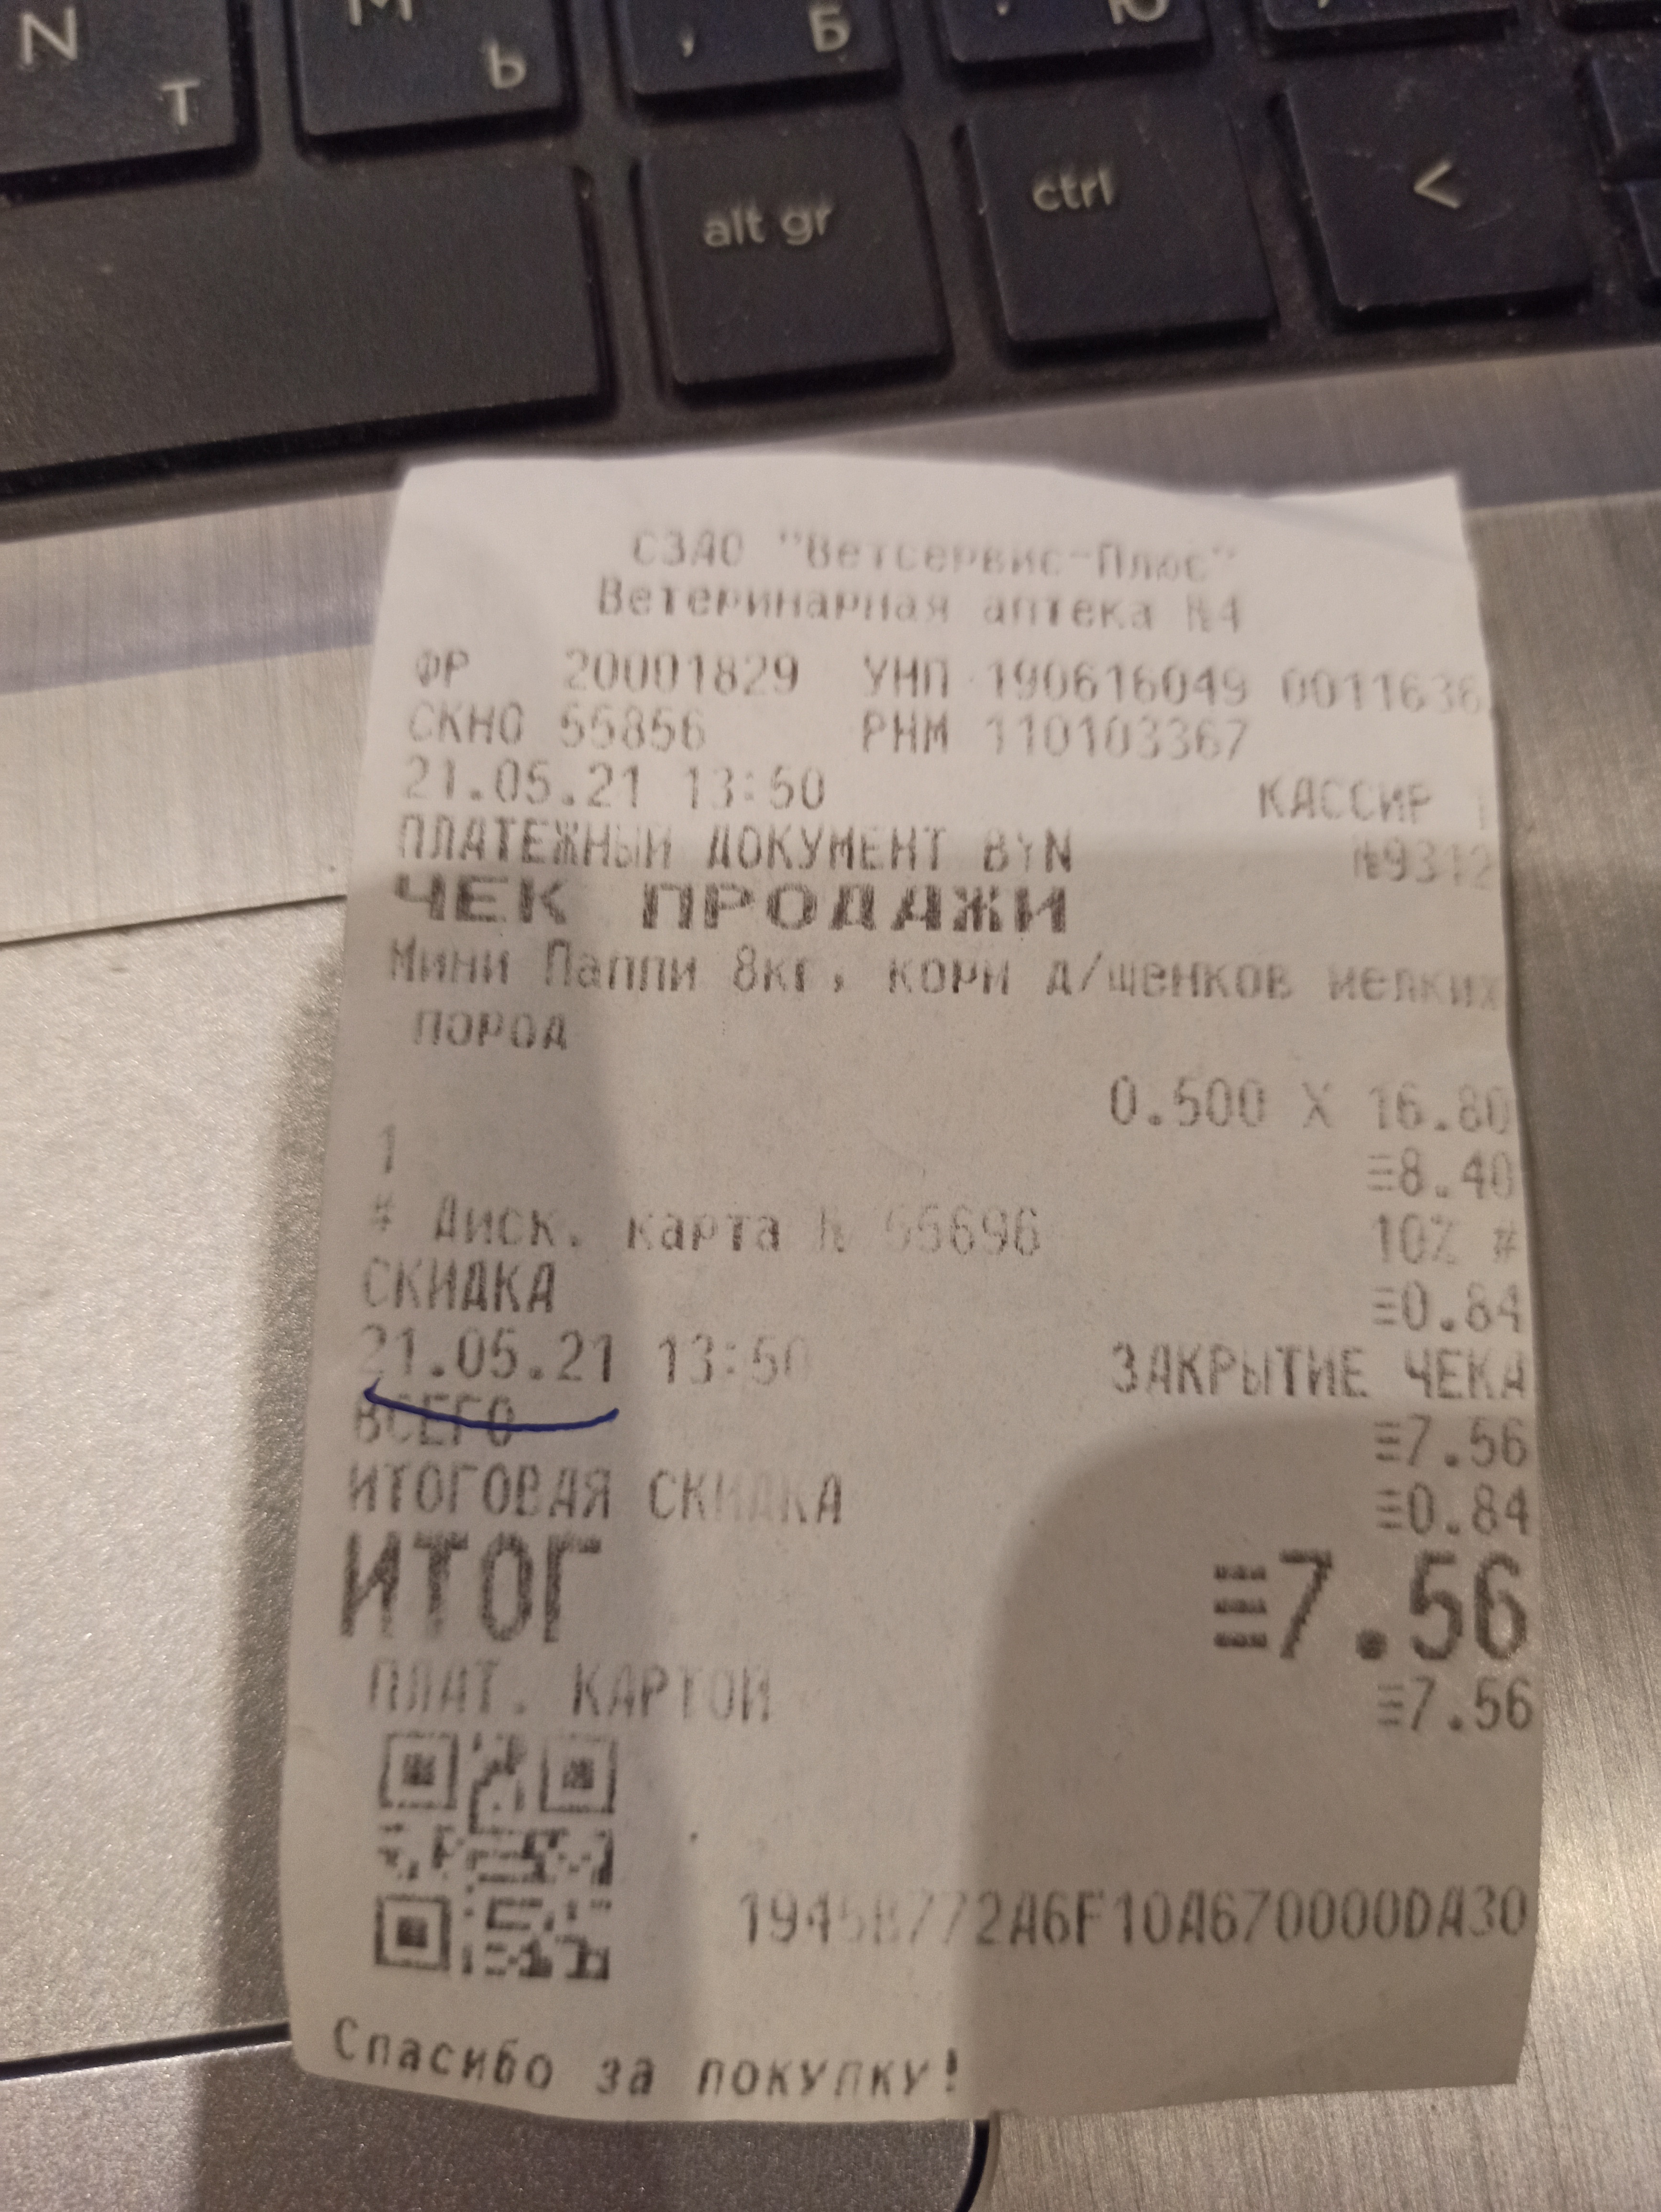 N
Т
M
Ь
,
Б
.
Ю
alt gr
ctrl
<
СЗАО "Ветсервис-Плюс"
Ветеринарная аптека №4
ФР 20001829 УНП 190616049 0011636
СКНО 55856 РНМ 110103367
21.05.21 13:50 КАССИР 1
ПЛАТЕЖНЫЙ ДОКУМЕНТ BYN №9312
ЧЕК ПРОДАЖИ
Мини Паппи 8кг, корм д/щенков мелких
пород
0.500 X 16.80
1 ≡8.40
# Диск. карта № 55696 10% #
СКИДКА ≡0.84
21.05.21 13:50 ЗАКРЫТИЕ ЧЕКА
ВСЕГО ≡7.56
ИТОГОВАЯ СКИДКА ≡0.84
ИТОГ ≡7.56
ПЛАТ. КАРТОЙ ≡7.56
1945B772A6F10A670000DA30
Спасибо за покупку!